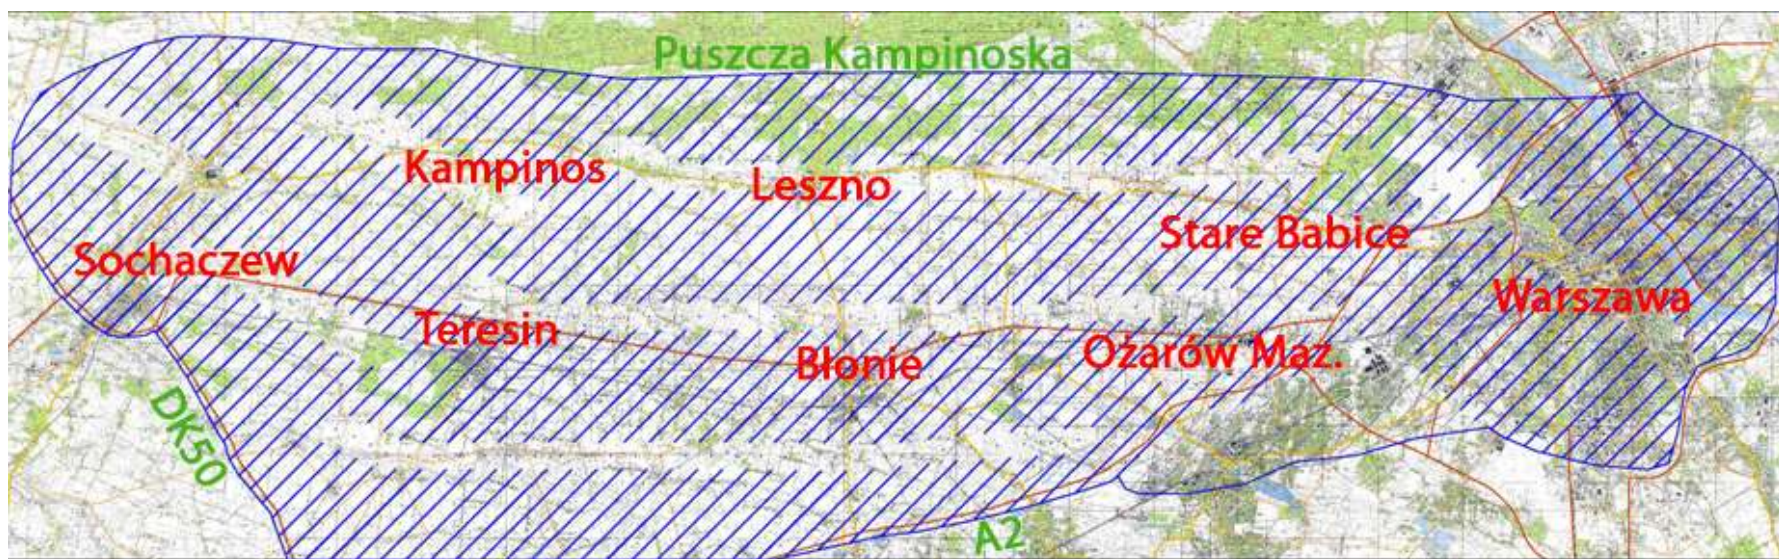 Puszcza Kampinoska
Kampinos
Leszno
Stare Babice
Sochaczew
Warszawa
Teresin
Błonie
Ożarów Maz.
DK50
A2